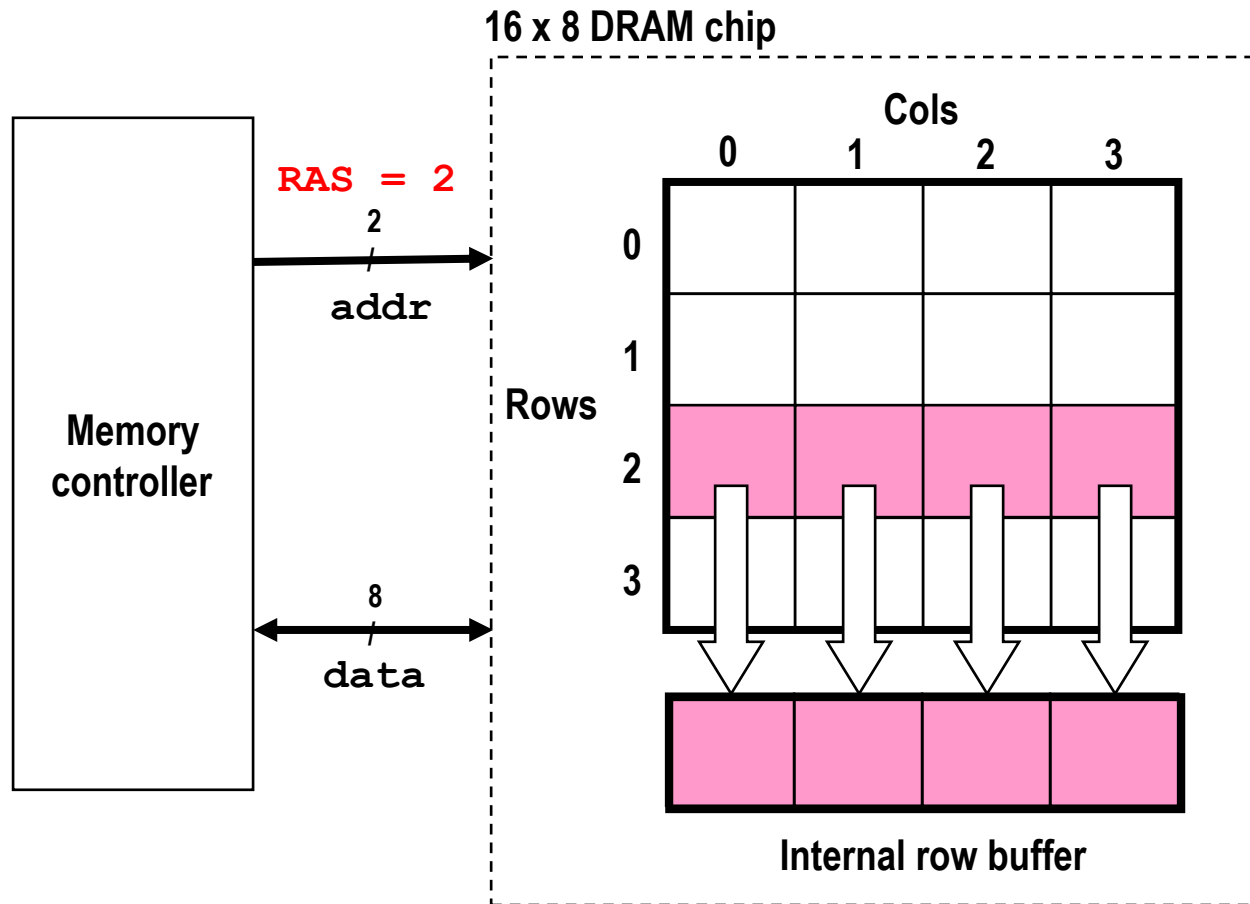 16 x 8 DRAM chip
Cols
0 1 2 3
RAS = 2
2
addr
0
1
Rows
2
3
Memory
controller
8
data
Internal row buffer